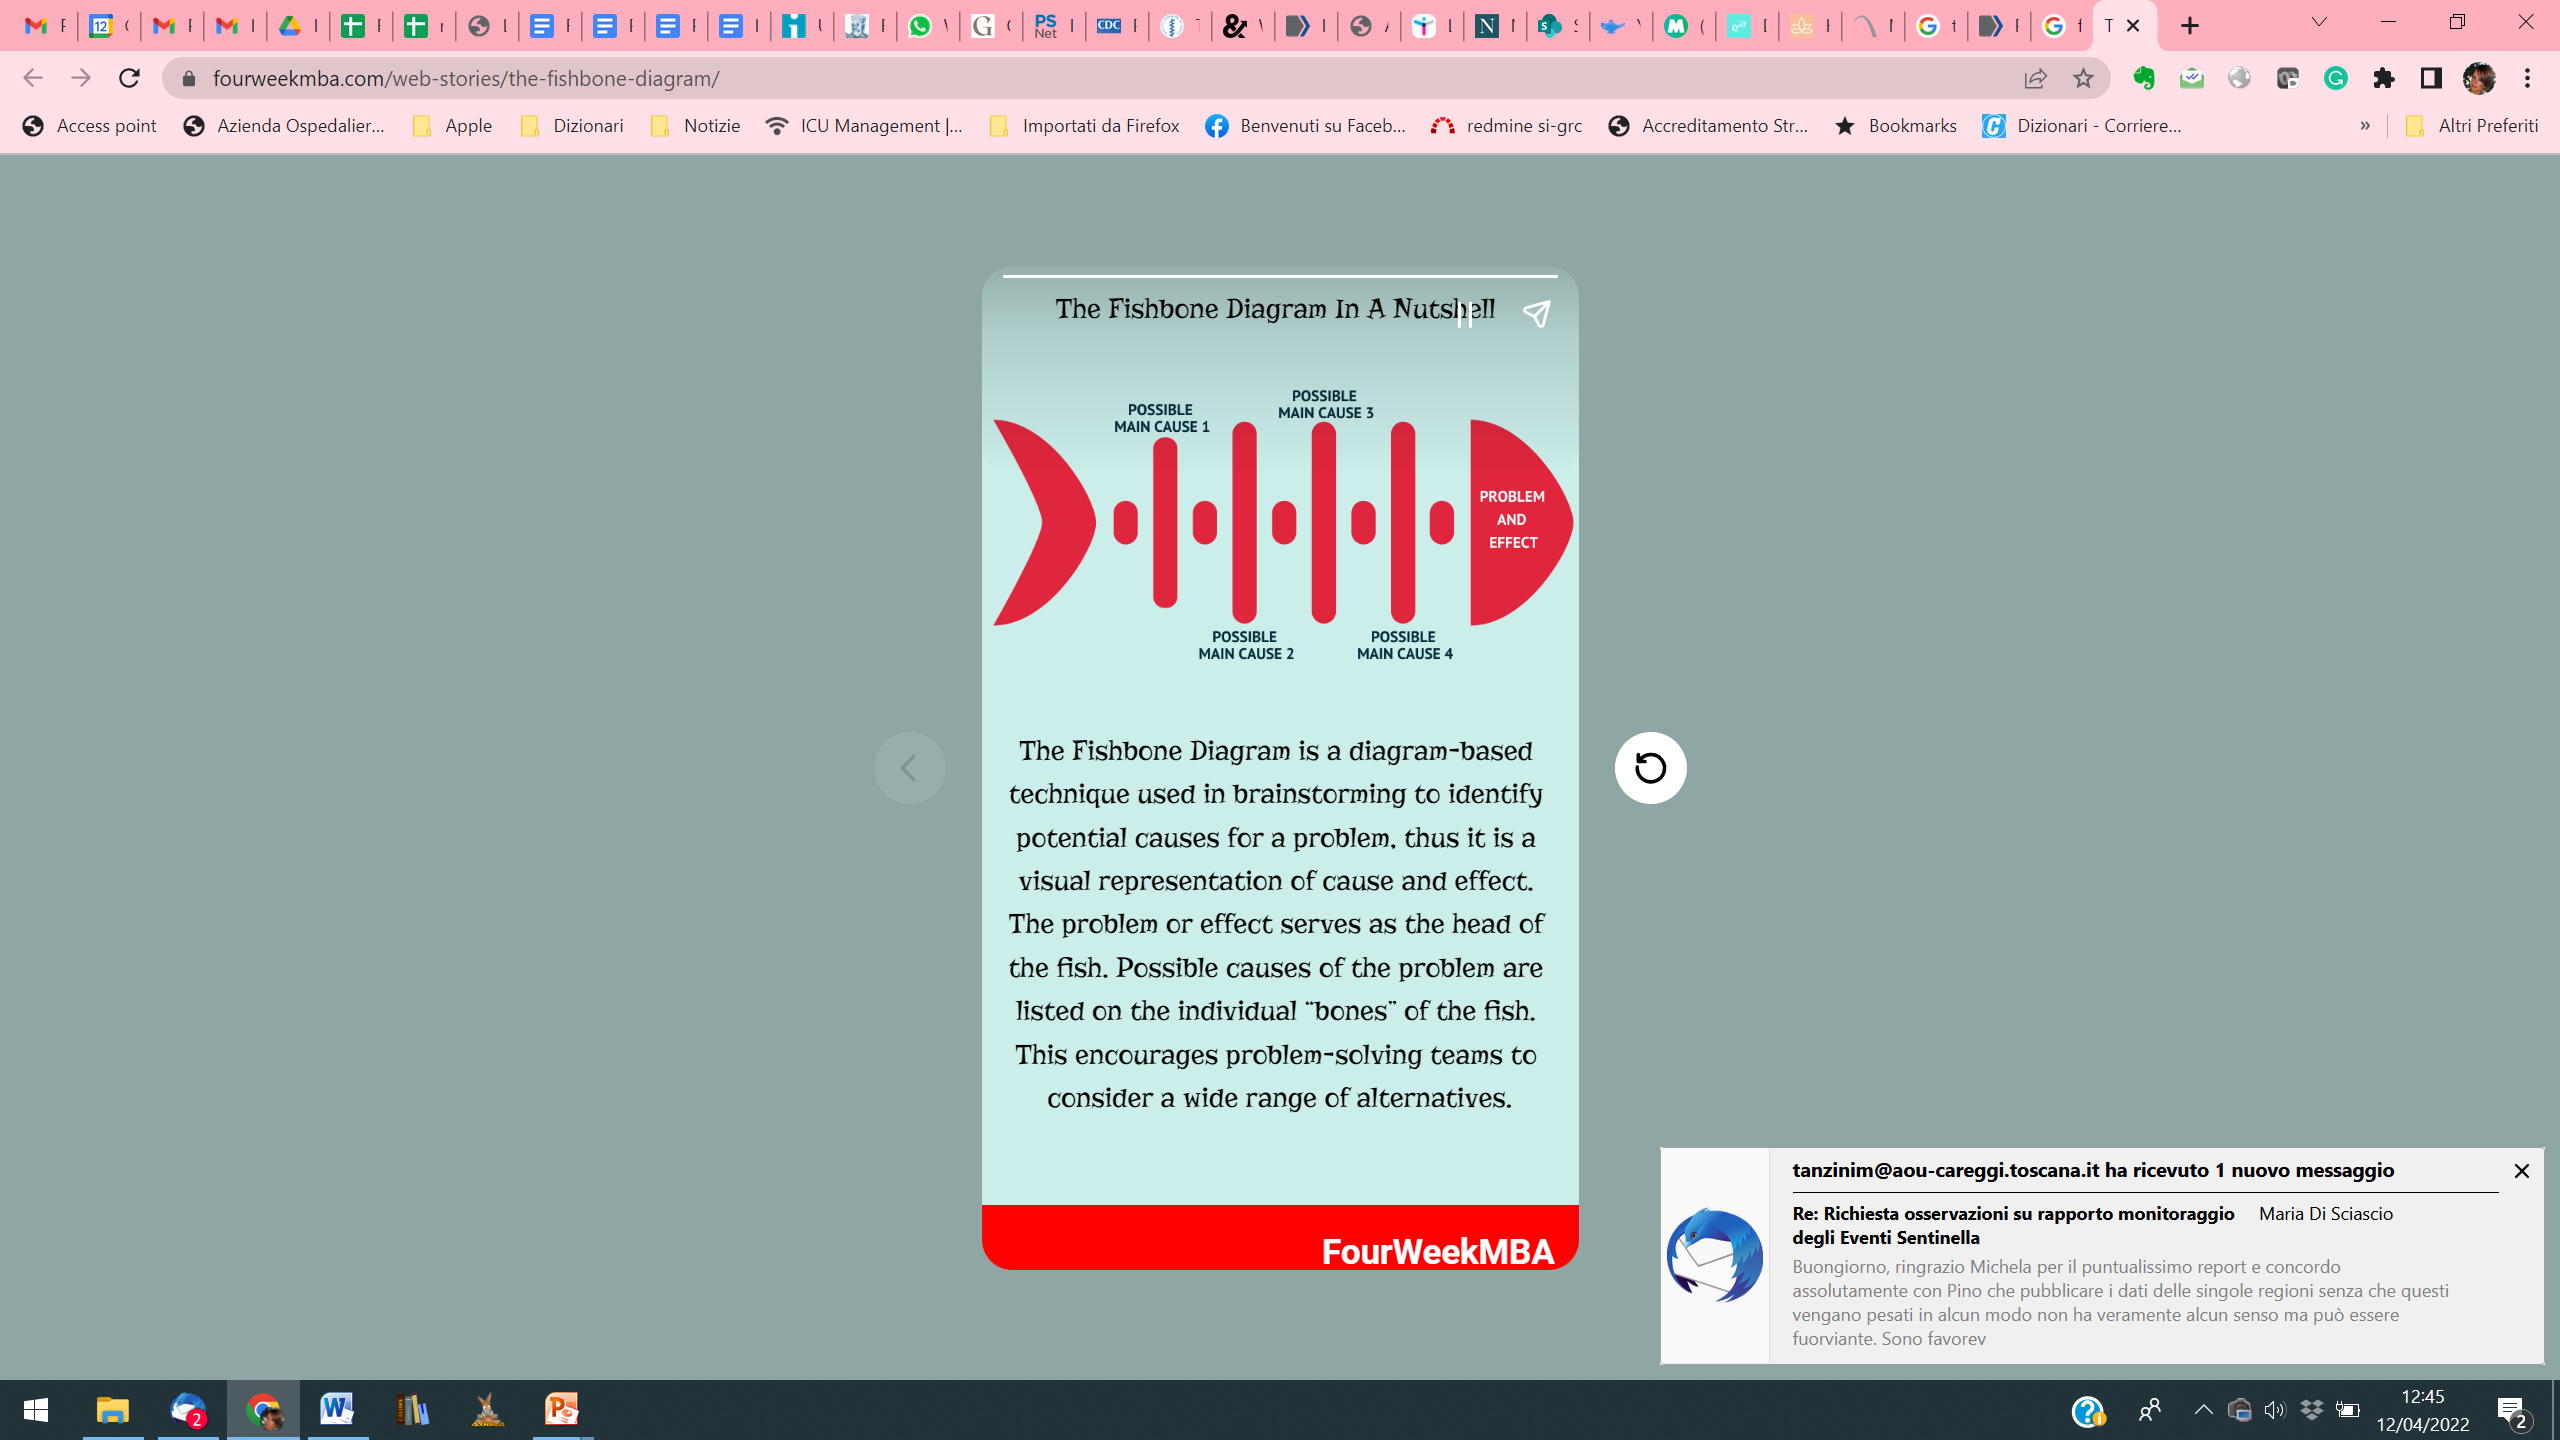 12
PS
Net
CDC
T
fourweekmba.com/web-stories/the-fishbone-diagram/
Access point
Azienda Ospedalier...
Apple
Dizionari
Notizie
ICU Management |...
Importati da Firefox
Benvenuti su Faceb...
redmine si-grc
Accreditamento Str...
Bookmarks
Dizionari - Corriere...
»
Altri Preferiti
The Fishbone Diagram In A Nutshell
POSSIBLE
MAIN CAUSE 1
POSSIBLE
MAIN CAUSE 3
PROBLEM
AND
EFFECT
POSSIBLE
MAIN CAUSE 2
POSSIBLE
MAIN CAUSE 4
The Fishbone Diagram is a diagram-based
technique used in brainstorming to identify
potential causes for a problem, thus it is a
visual representation of cause and effect.
The problem or effect serves as the head of
the fish. Possible causes of the problem are
listed on the individual “bones” of the fish.
This encourages problem-solving teams to
consider a wide range of alternatives.
FourWeekMBA
tanzinim@aou-careggi.toscana.it ha ricevuto 1 nuovo messaggio
Re: Richiesta osservazioni su rapporto monitoraggio Maria Di Sciascio
degli Eventi Sentinella
Buongiorno, ringrazio Michela per il puntualissimo report e concordo
assolutamente con Pino che pubblicare i dati delle singole regioni senza che questi
vengano pesati in alcun modo non ha veramente alcun senso ma può essere
fuorviante. Sono favorev
2
12:45
12/04/2022
2